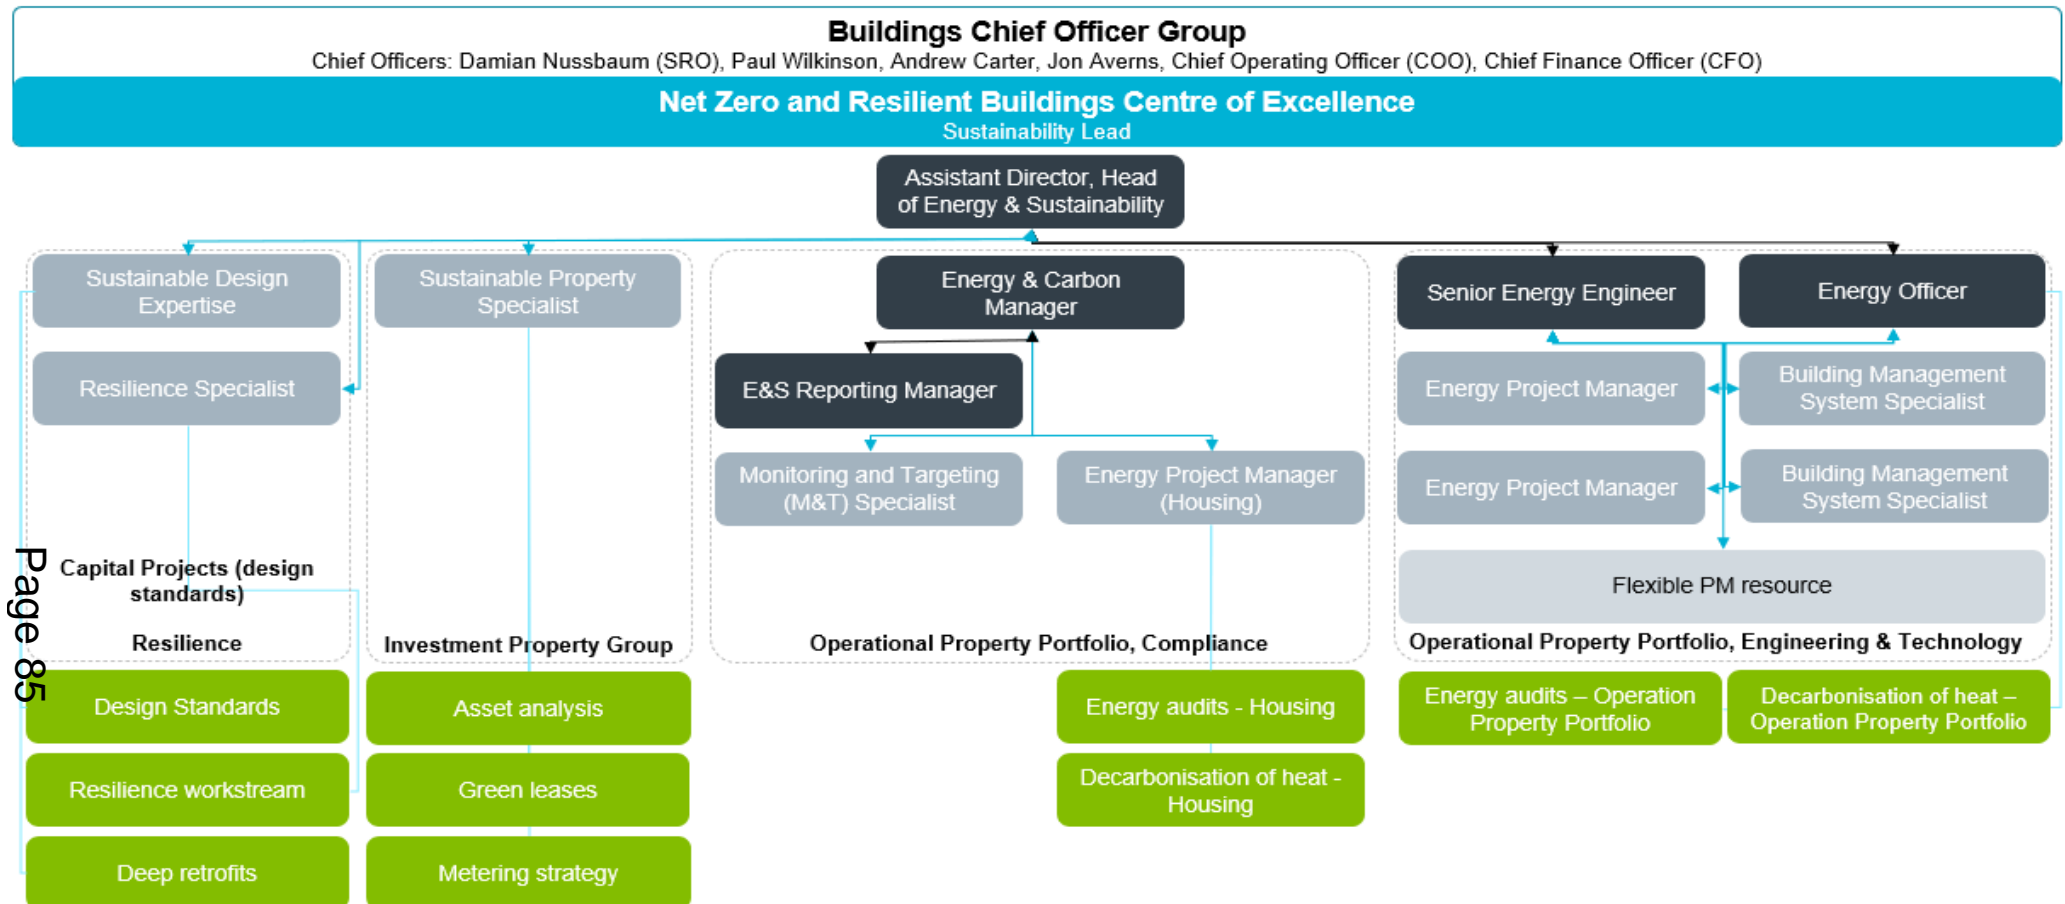 Buildings Chief Officer Group
Chief Officers: Damian Nussbaum (SRO), Paul Wilkinson, Andrew Carter, Jon Averns, Chief Operating Officer (COO), Chief Finance Officer (CFO)
Net Zero and Resilient Buildings Centre of Excellence
Sustainability Lead
Assistant Director, Head
of Energy & Sustainability
Sustainable Design
Expertise
Resilience Specialist
Capital Projects (design
standards)
Resilience
Design Standards
Resilience workstream
Deep retrofits
Sustainable Property
Specialist
Investment Property Group
Asset analysis
Green leases
Metering strategy
Energy & Carbon
Manager
E&S Reporting Manager
Monitoring and Targeting
(M&T) Specialist
Energy Project Manager
(Housing)
Operational Property Portfolio, Compliance
Energy audits - Housing
Decarbonisation of heat -
Housing
Senior Energy Engineer
Energy Officer
Energy Project Manager
Building Management
System Specialist
Energy Project Manager
Building Management
System Specialist
Flexible PM resource
Operational Property Portfolio, Engineering & Technology
Energy audits – Operation
Property Portfolio
Decarbonisation of heat –
Operation Property Portfolio
Page 85